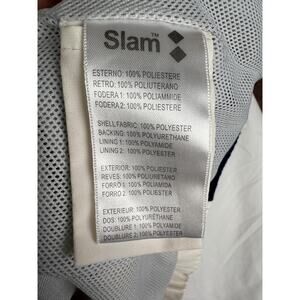 Slam™
ESTERNO: 100% POLIESTERE
RETRO: 100% POLIUTERANO
FODERA 1: 100% POLIAMMIDE
FODERA 2: 100% POLIESTERE
SHELL FABRIC: 100% POLYESTER
BACKING: 100% POLYURETHANE
LINING 1: 100% POLYAMIDE
LINING 2: 100% POLYESTER
EXTERIOR: 100% POLIESTER
REVES: 100% POLIURETANO
FORRO 1: 100% POLIAMIDA
FORRO 2: 100% POLIESTER
EXTERIEUR: 100% POLYESTER
DOS: 100% POLYURÉTHANE
DOUBLURE 1: 100% POLYAMIDE
DOUBLURE 2: 100% POLYESTER